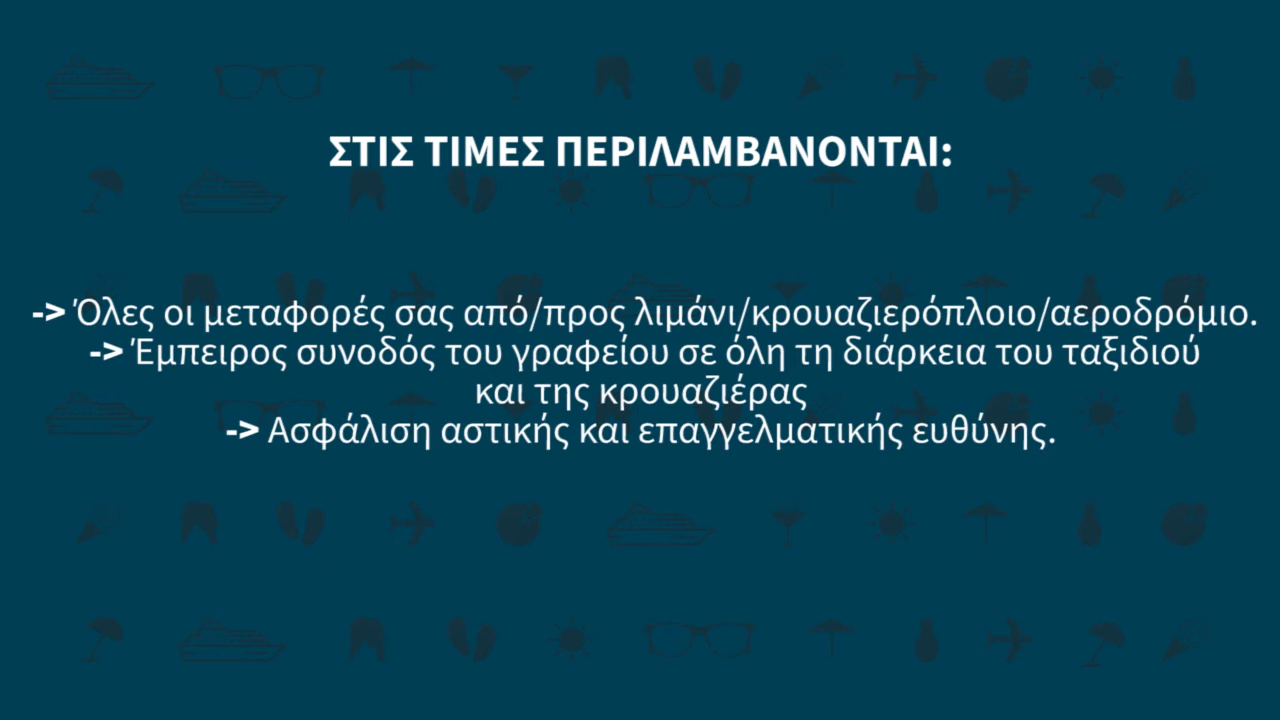 ΣΤΙΣ ΤΙΜΕΣ ΠΕΡΙΛΑΜΒΑΝΟΝΤΑΙ:
-> Όλες οι μεταφορές σας από/προς λιμάνι/κρουαζιερόπλοιο/αεροδρόμιο.
-> Έμπειρος συνοδός του γραφείου σε όλη τη διάρκεια του ταξιδιού
και της κρουαζιέρας
-> Ασφάλιση αστικής και επαγγελματικής ευθύνης.